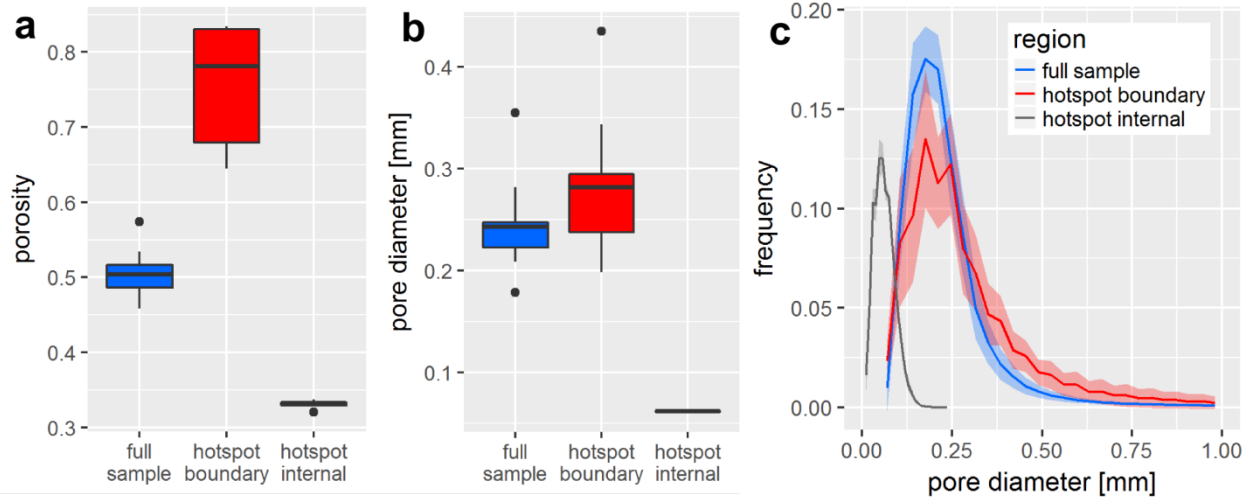 a
porosity
0.8
0.7
0.6
0.5
0.4
0.3
full
sample
hotspot
boundary
hotspot
internal
b
pore diameter [mm]
0.4
0.3
0.2
0.1
full
sample
hotspot
boundary
hotspot
internal
c
frequency
0.20
0.15
0.10
0.05
0.00
region
full sample
hotspot boundary
hotspot internal
0.00 0.25 0.50 0.75 1.00
pore diameter [mm]